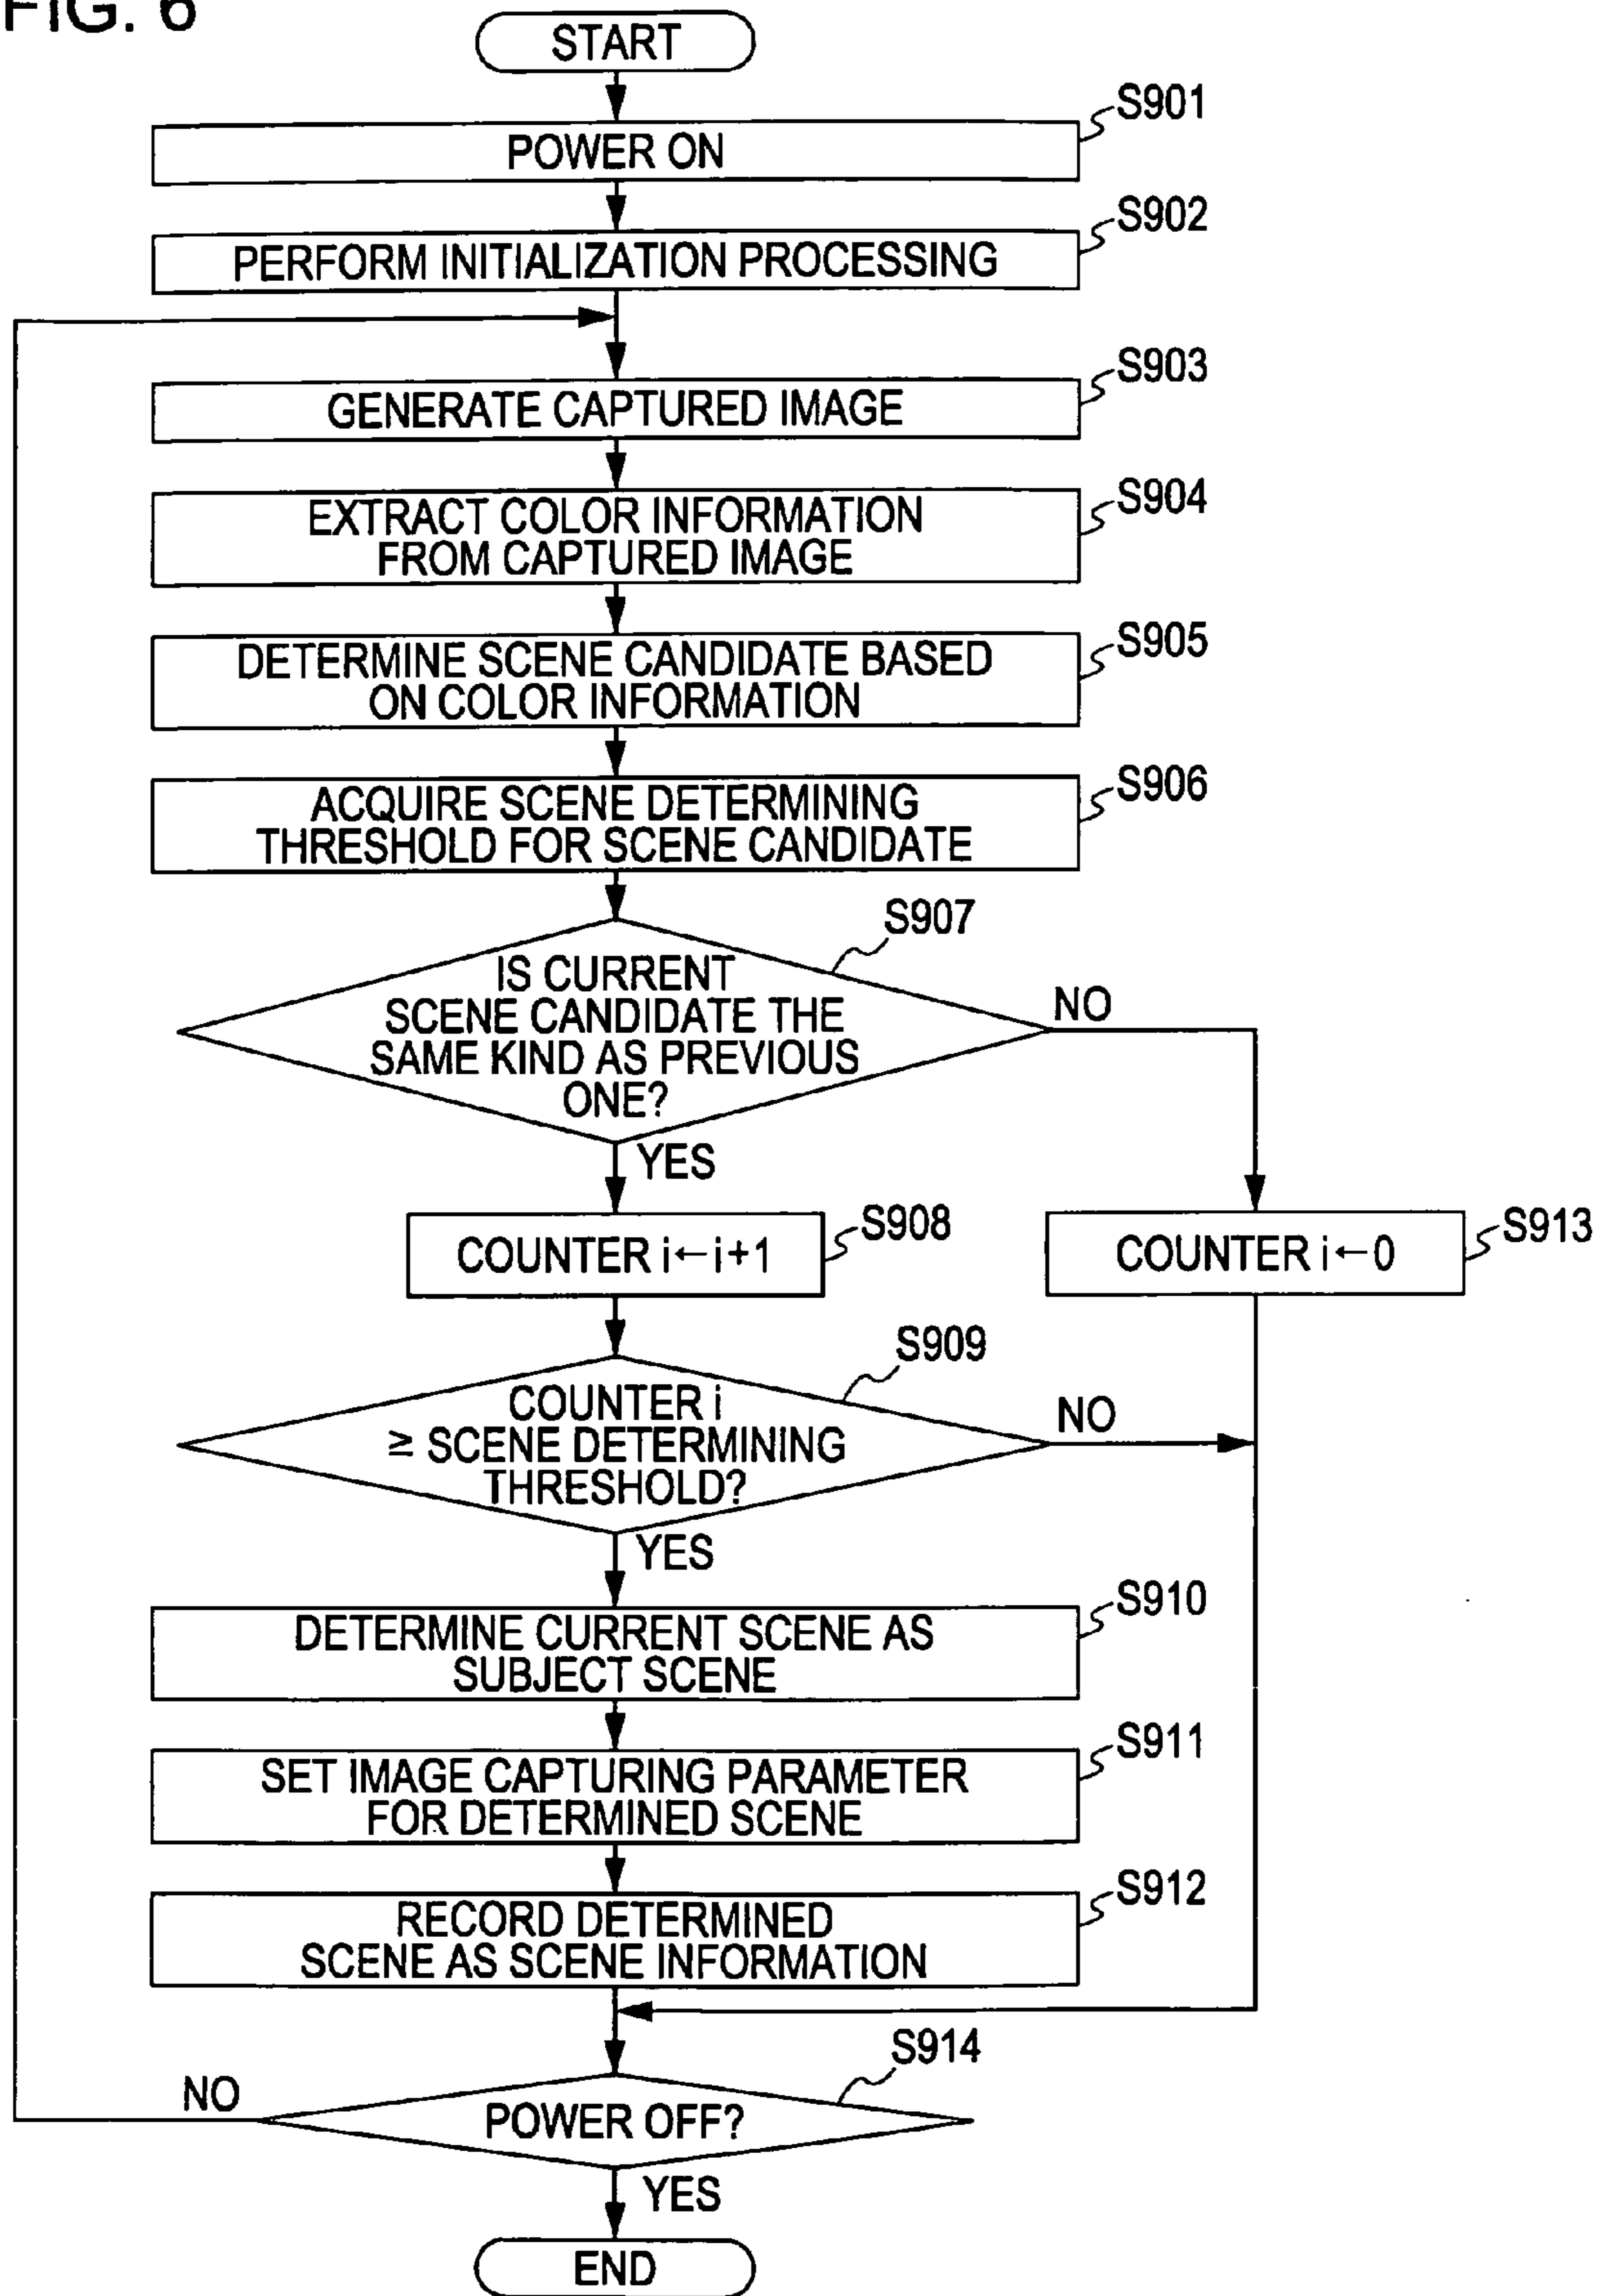 FIG. 6
START
S901
POWER ON
S902
PERFORM INITIALIZATION PROCESSING
S903
GENERATE CAPTURED IMAGE
S904
EXTRACT COLOR INFORMATION
FROM CAPTURED IMAGE
S905
DETERMINE SCENE CANDIDATE BASED
ON COLOR INFORMATION
S906
ACQUIRE SCENE DETERMINING
THRESHOLD FOR SCENE CANDIDATE
S907
IS CURRENT
SCENE CANDIDATE THE
SAME KIND AS PREVIOUS
ONE?
NO
YES
S908
COUNTER i←i+1
S913
COUNTER i←0
S909
COUNTER i
≥ SCENE DETERMINING
THRESHOLD?
NO
YES
S910
DETERMINE CURRENT SCENE AS
SUBJECT SCENE
S911
SET IMAGE CAPTURING PARAMETER
FOR DETERMINED SCENE
S912
RECORD DETERMINED
SCENE AS SCENE INFORMATION
S914
NO
POWER OFF?
YES
END